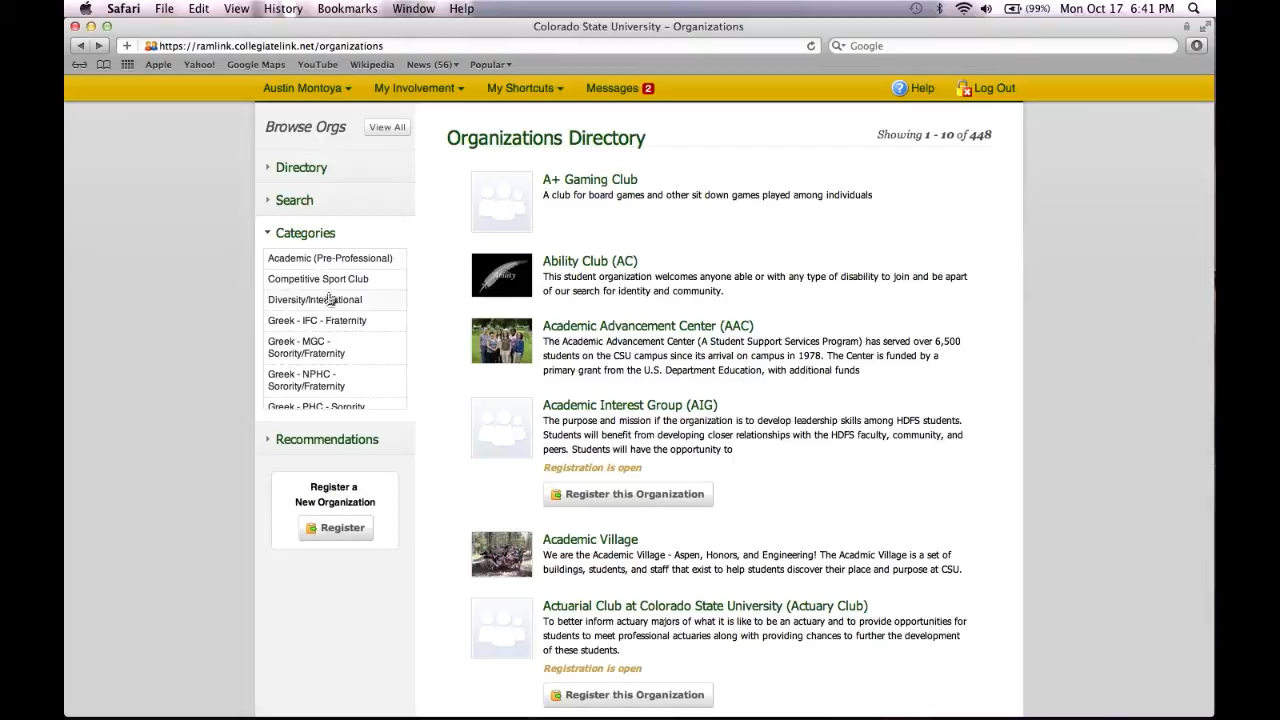 Safari File Edit View History Bookmarks Window Help (99%) Mon Oct 17 6:41 PM
Colorado State University - Organizations
https://ramlink.collegiatelink.net/organizations
Google
Apple Yahoo! Google Maps YouTube Wikipedia News (56) Popular
Austin Montoya My Involvement My Shortcuts Messages 2 Help Log Out
Browse Orgs View All
Directory
Search
Categories
Academic (Pre-Professional)
Competitive Sport Club
Diversity/International
Greek - IFC - Fraternity
Greek - MGC -
Sorority/Fraternity
Greek - NPHC -
Sorority/Fraternity
Greek - PHC - Sorority
Recommendations
Register a
New Organization
Register
Organizations Directory
Showing 1 - 10 of 448
A+ Gaming Club
A club for board games and other sit down games played among individuals
Ability Club (AC)
This student organization welcomes anyone able or with any type of disability to join and be apart
of our search for identity and community.
Ability
Academic Advancement Center (AAC)
The Academic Advancement Center (A Student Support Services Program) has served over 6,500
students on the CSU campus since its arrival on campus in 1978. The Center is funded by a
primary grant from the U.S. Department Education, with additional funds
Academic Interest Group (AIG)
The purpose and mission if the organization is to develop leadership skills among HDFS students.
Students will benefit from developing closer relationships with the HDFS faculty, community, and
peers. Students will have the opportunity to
Registration is open
Register this Organization
Academic Village
We are the Academic Village - Aspen, Honors, and Engineering! The Acadmic Village is a set of
buildings, students, and staff that exist to help students discover their place and purpose at CSU.
Actuarial Club at Colorado State University (Actuary Club)
To better inform actuary majors of what it is like to be an actuary and to provide opportunities for
students to meet professional actuaries along with providing chances to further the development
of these students.
Registration is open
Register this Organization